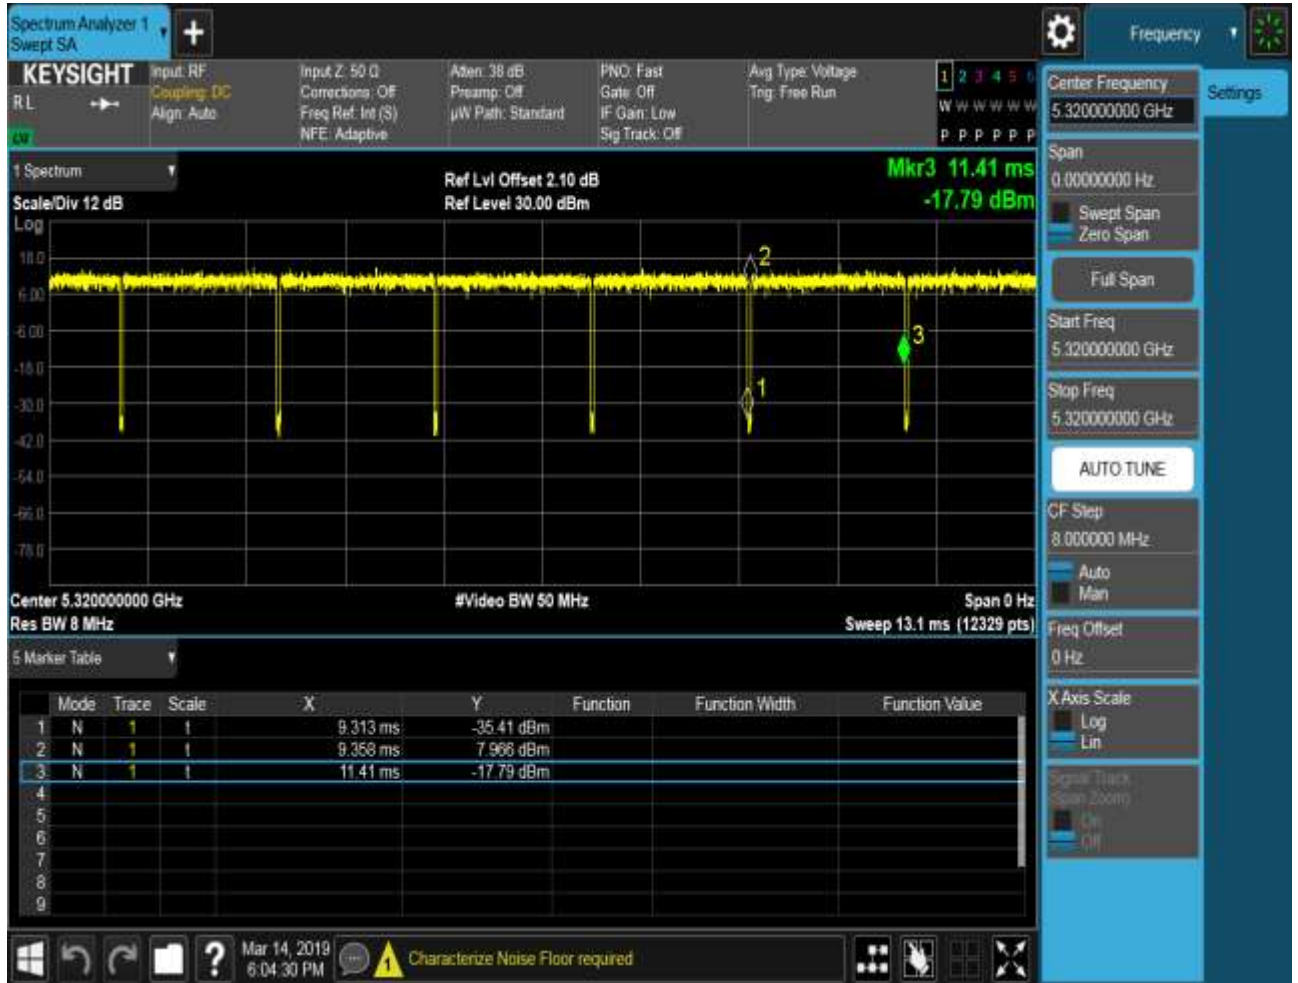 Spectrum Analyzer 1
Swept SA
Frequency
KEYSIGHT
RL
Input: RF
Coupling: DC
Align: Auto
Input Z: 50 Ω
Corrections: Off
Freq Ref: Int (S)
NFE: Adaptive
Atten: 38 dB
Preamp: Off
µW Path: Standard
PNO: Fast
Gate: Off
IF Gain: Low
Sig Track: Off
Avg Type: Voltage
Trig: Free Run
1 2 3 4 5 6
W W W W W W
P P P P P P
1 Spectrum
Scale/Div 12 dB
Ref Lvl Offset 2.10 dB
Ref Level 30.00 dBm
Mkr3 11.41 ms
-17.79 dBm
Log
18.0
6.00
-6.00
-18.0
-30.0
-42.0
-54.0
-66.0
-78.0
2
3
1
Center 5.320000000 GHz
#Video BW 50 MHz
Span 0 Hz
Res BW 8 MHz
Sweep 13.1 ms (12329 pts)
5 Marker Table
Mode Trace Scale X Y Function Function Width Function Value
1 N 1 t 9.313 ms -35.41 dBm
2 N 1 t 9.358 ms 7.966 dBm
3 N 1 t 11.41 ms -17.79 dBm
4
5
6
7
8
9
Center Frequency
5.320000000 GHz
Settings
Span
0.00000000 Hz
Swept Span
Zero Span
Full Span
Start Freq
5.320000000 GHz
Stop Freq
5.320000000 GHz
AUTO TUNE
CF Step
8.000000 MHz
Auto
Man
Freq Offset
0 Hz
X Axis Scale
Log
Lin
Signal Track
(Span Zoom)
On
Off
?
Mar 14, 2019
6:04:30 PM
1
Characterize Noise Floor required